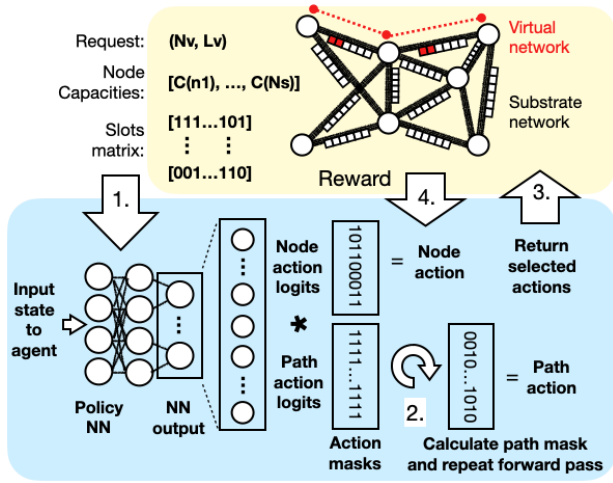 Request: (Nv, Lv)
Virtual
network
Node
Capacities: [C(n1), …, C(Ns)]
Substrate
network
Slots
matrix:
[111…101]
[001…110]
Reward
1.
4.
3.
Input
state to
agent
Node
action
logits
101100011
=
Node
action
Return
selected
actions
*
Path
action
logits
1111…1111
2.
0010…1010
=
Path
action
Policy
NN
NN
output
Action
masks
Calculate path mask
and repeat forward pass